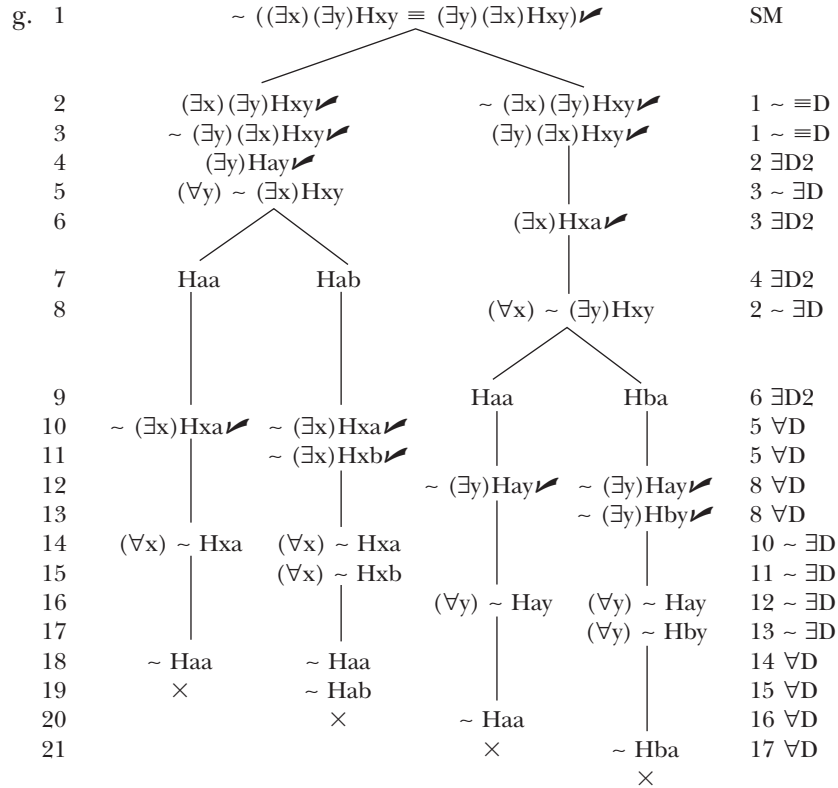 g. 1 ~ ((∃x)(∃y)Hxy ≡ (∃y)(∃x)Hxy)✓ SM
2 (∃x)(∃y)Hxy✓ ~ (∃x)(∃y)Hxy✓ 1 ~ ≡D
3 ~ (∃y)(∃x)Hxy✓ (∃y)(∃x)Hxy✓ 1 ~ ≡D
4 (∃y)Hay✓ 2 ∃D2
5 (∀y) ~ (∃x)Hxy 3 ~ ∃D
6 (∃x)Hxa✓ 3 ∃D2
7 Haa Hab 4 ∃D2
8 (∀x) ~ (∃y)Hxy 2 ~ ∃D
9 Haa Hba 6 ∃D2
10 ~ (∃x)Hxa✓ ~ (∃x)Hxa✓ 5 ∀D
11 ~ (∃x)Hxb✓ 5 ∀D
12 ~ (∃y)Hay✓ ~ (∃y)Hay✓ 8 ∀D
13 ~ (∃y)Hby✓ 8 ∀D
14 (∀x) ~ Hxa (∀x) ~ Hxa 10 ~ ∃D
15 (∀x) ~ Hxb 11 ~ ∃D
16 (∀y) ~ Hay (∀y) ~ Hay 12 ~ ∃D
17 (∀y) ~ Hby 13 ~ ∃D
18 ~ Haa ~ Haa 14 ∀D
19 × ~ Hab 15 ∀D
20 × ~ Haa 16 ∀D
21 × ~ Hba 17 ∀D
×